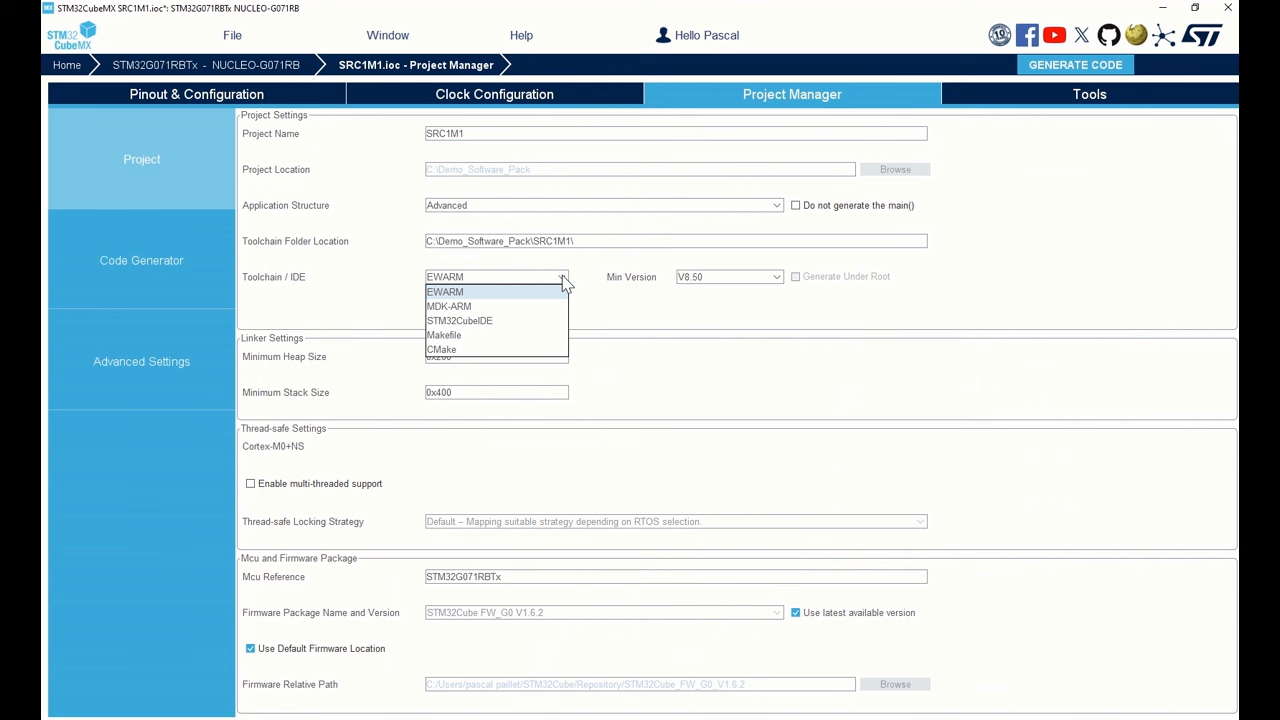 MX STM32CubeMX SRC1M1.ioc*: STM32G071RBTx NUCLEO-G071RB
STM32
CubeMX
File
Window
Help
Hello Pascal
10
Home
STM32G071RBTx - NUCLEO-G071RB
SRC1M1.ioc - Project Manager
GENERATE CODE
Pinout & Configuration
Clock Configuration
Project Manager
Tools
Project
Code Generator
Advanced Settings
Project Settings
Project Name
SRC1M1
Project Location
C:\Demo_Software_Pack
Browse
Application Structure
Advanced
Do not generate the main()
Toolchain Folder Location
C:\Demo_Software_Pack\SRC1M1\
Toolchain / IDE
EWARM
Min Version
V8.50
Generate Under Root
EWARM
MDK-ARM
STM32CubeIDE
Makefile
CMake
Linker Settings
Minimum Heap Size
0x200
Minimum Stack Size
0x400
Thread-safe Settings
Cortex-M0+NS
Enable multi-threaded support
Thread-safe Locking Strategy
Default – Mapping suitable strategy depending on RTOS selection.
Mcu and Firmware Package
Mcu Reference
STM32G071RBTx
Firmware Package Name and Version
STM32Cube FW_G0 V1.6.2
Use latest available version
Use Default Firmware Location
Firmware Relative Path
C:/Users/pascal paillet/STM32Cube/Repository/STM32Cube_FW_G0_V1.6.2
Browse